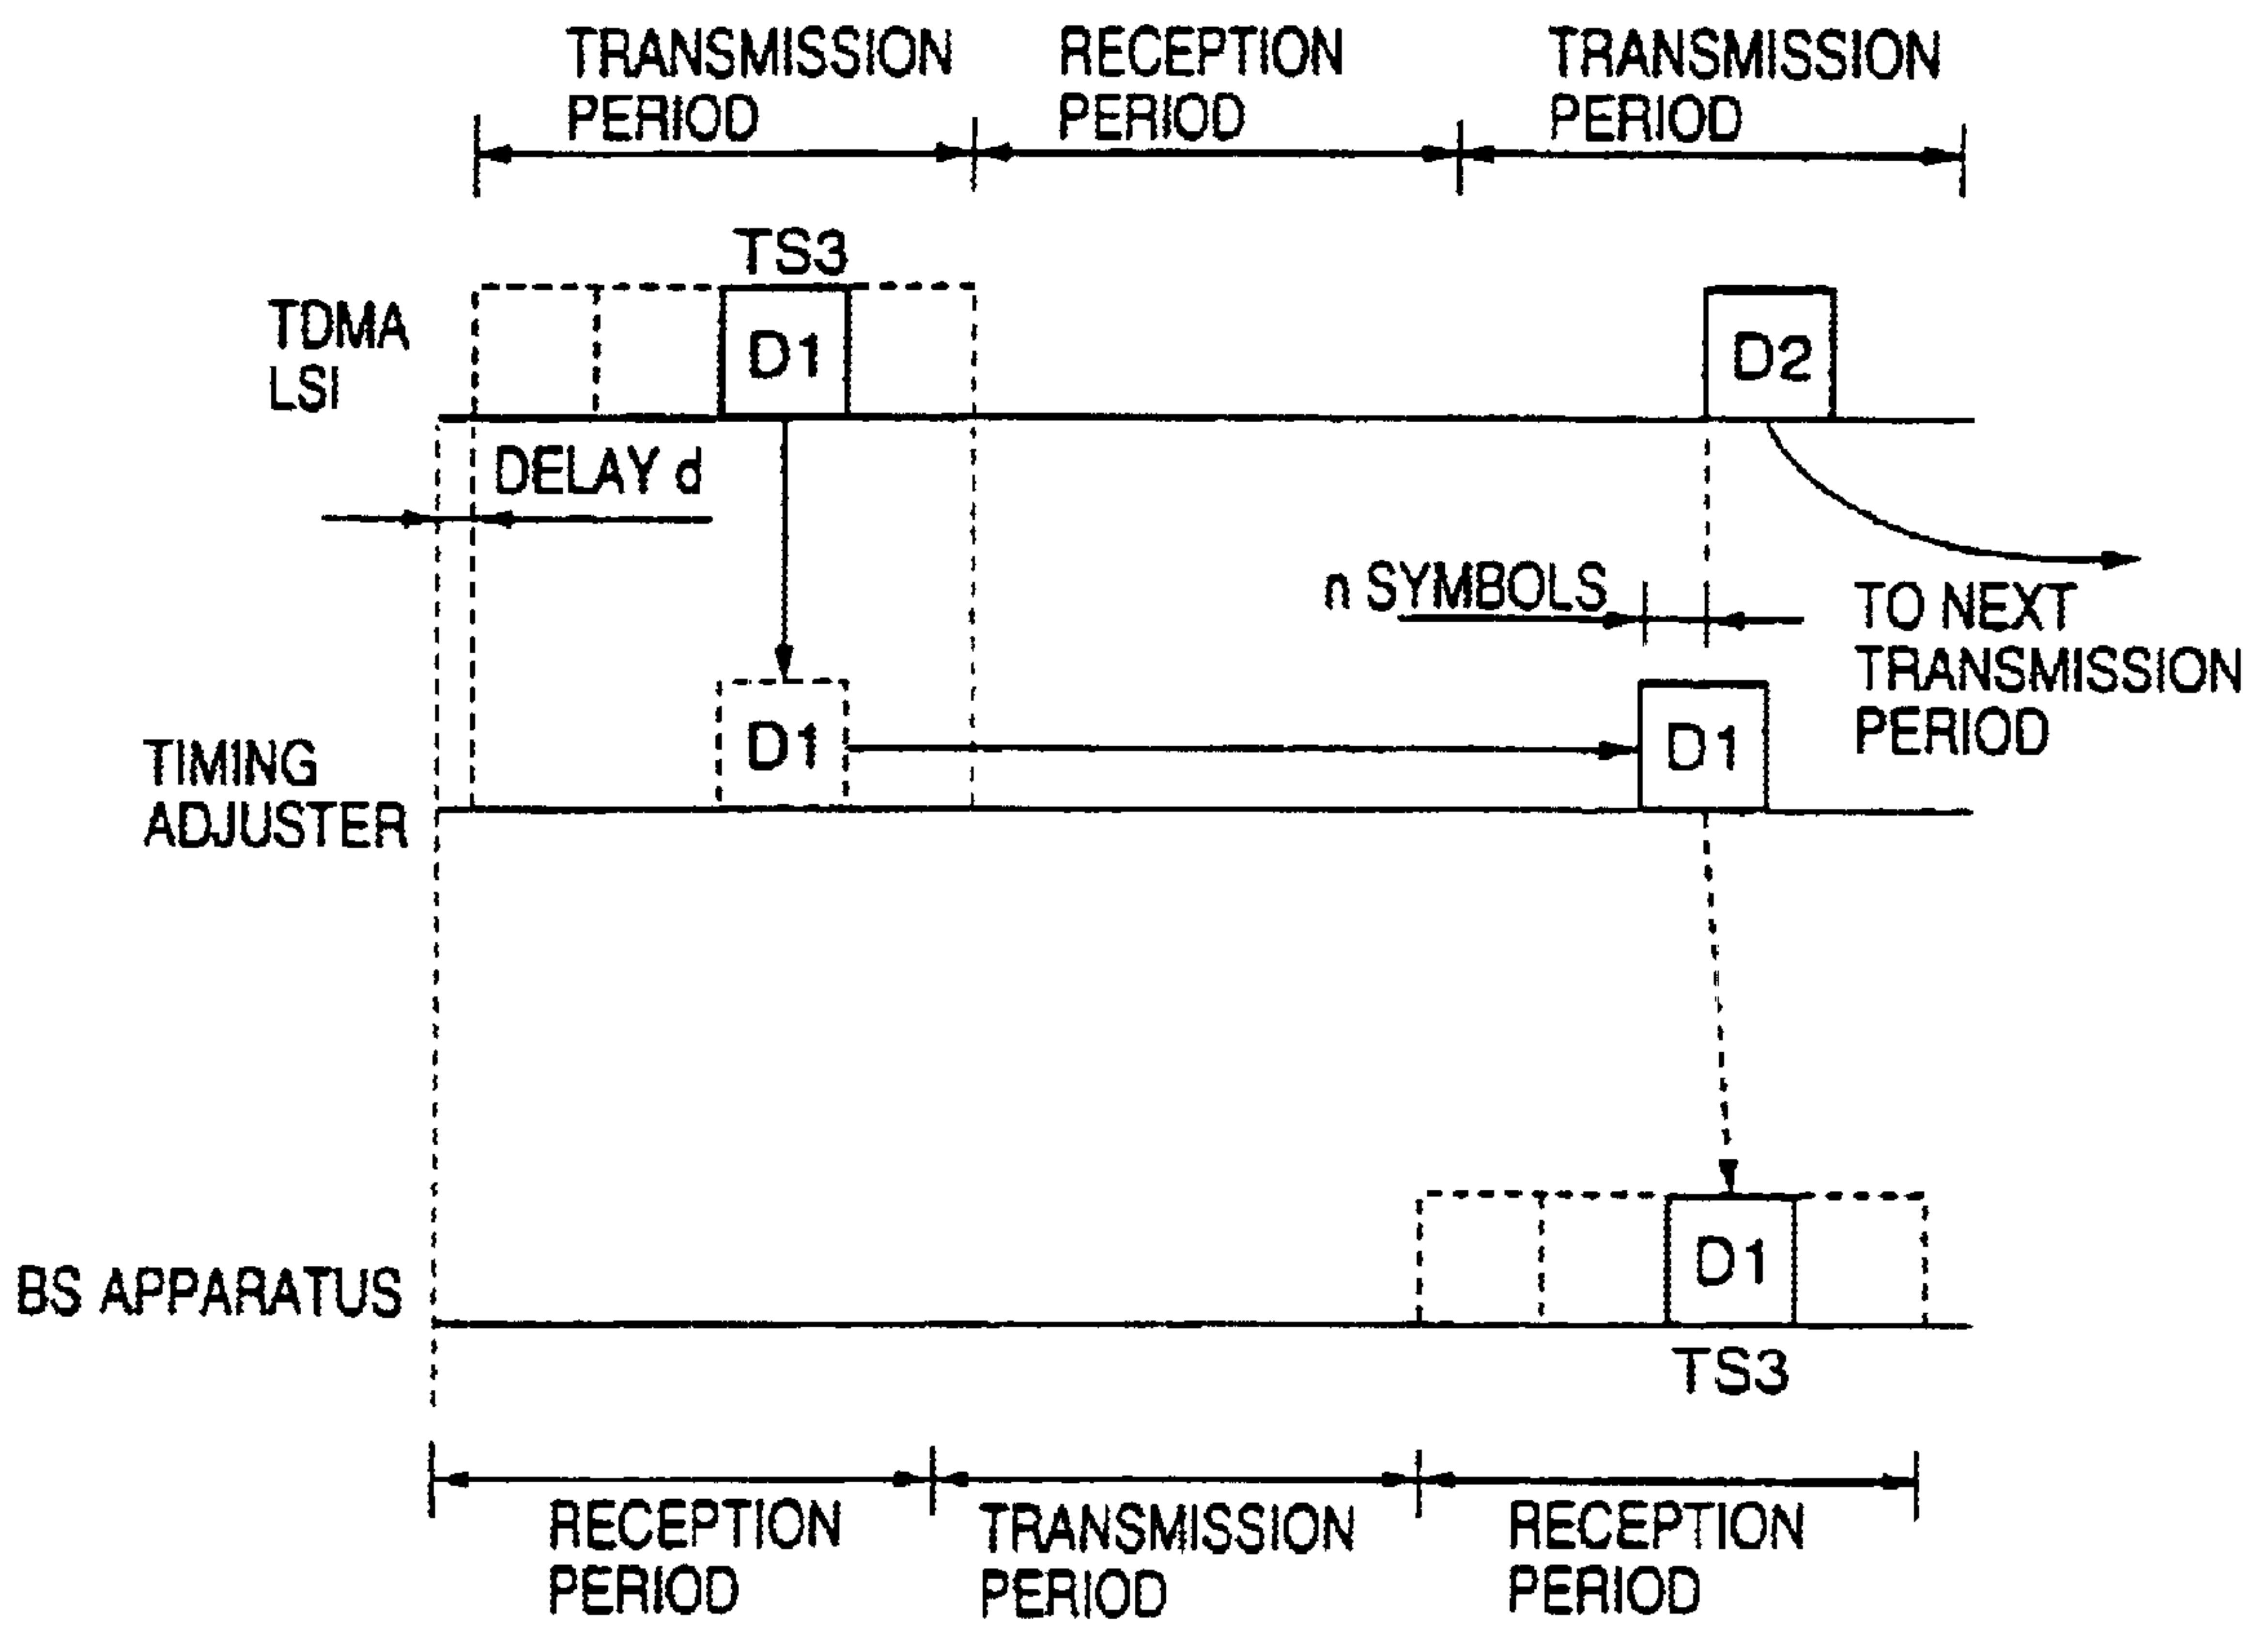 TRANSMISSION
PERIOD
RECEPTION
PERIOD
TRANSMISSION
PERIOD
TS3
TDMA
LSI
D1
D2
DELAY d
n SYMBOLS
TO NEXT
TRANSMISSION
PERIOD
TIMING
ADJUSTER
D1
D1
BS APPARATUS
D1
TS3
RECEPTION
PERIOD
TRANSMISSION
PERIOD
RECEPTION
PERIOD